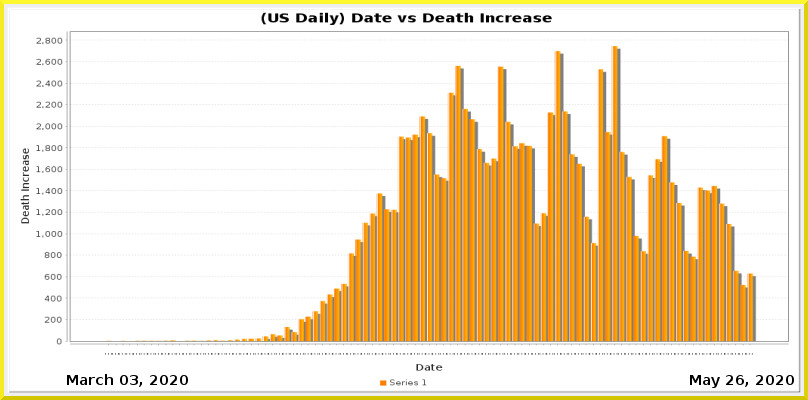 (US Daily) Date vs Death Increase
2,800
2,600
2,400
2,200
2,000
1,800
1,600
1,400
1,200
1,000
800
600
400
200
0
Death Increase
Date
March 03, 2020
Series 1
May 26, 2020